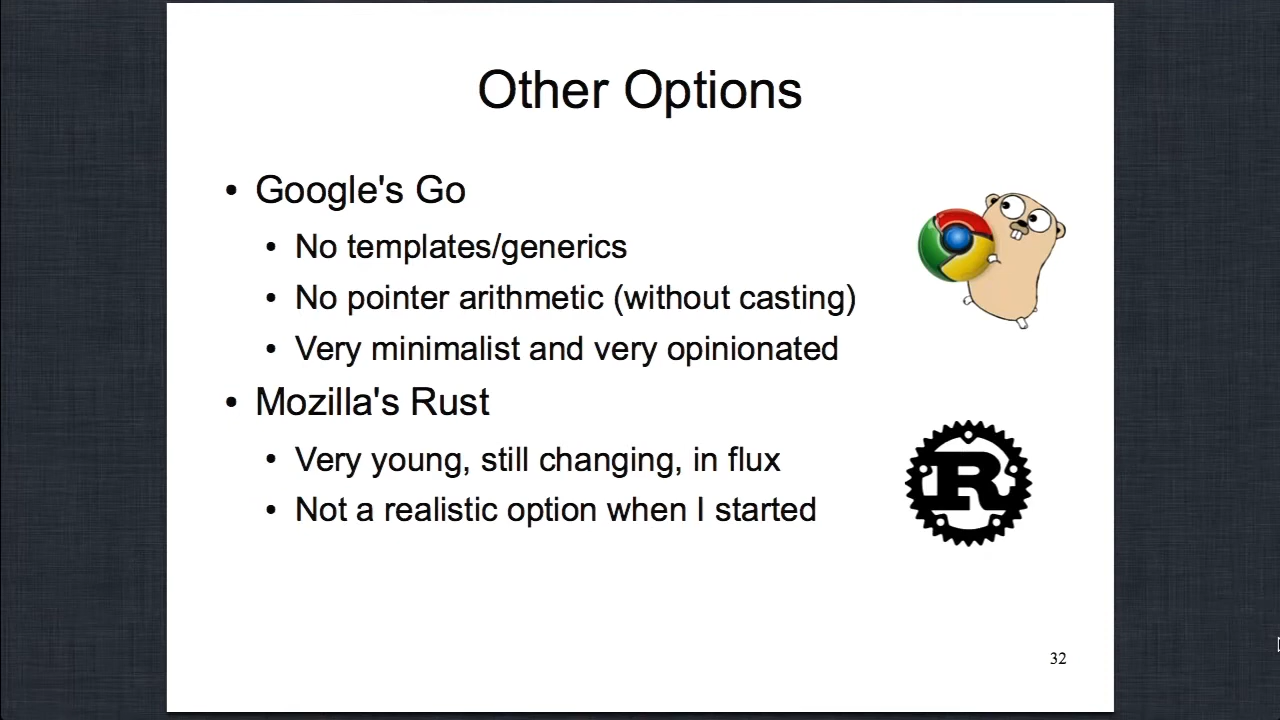 Other Options
• Google's Go
• No templates/generics
• No pointer arithmetic (without casting)
• Very minimalist and very opinionated
• Mozilla's Rust
• Very young, still changing, in flux
• Not a realistic option when I started
R
32